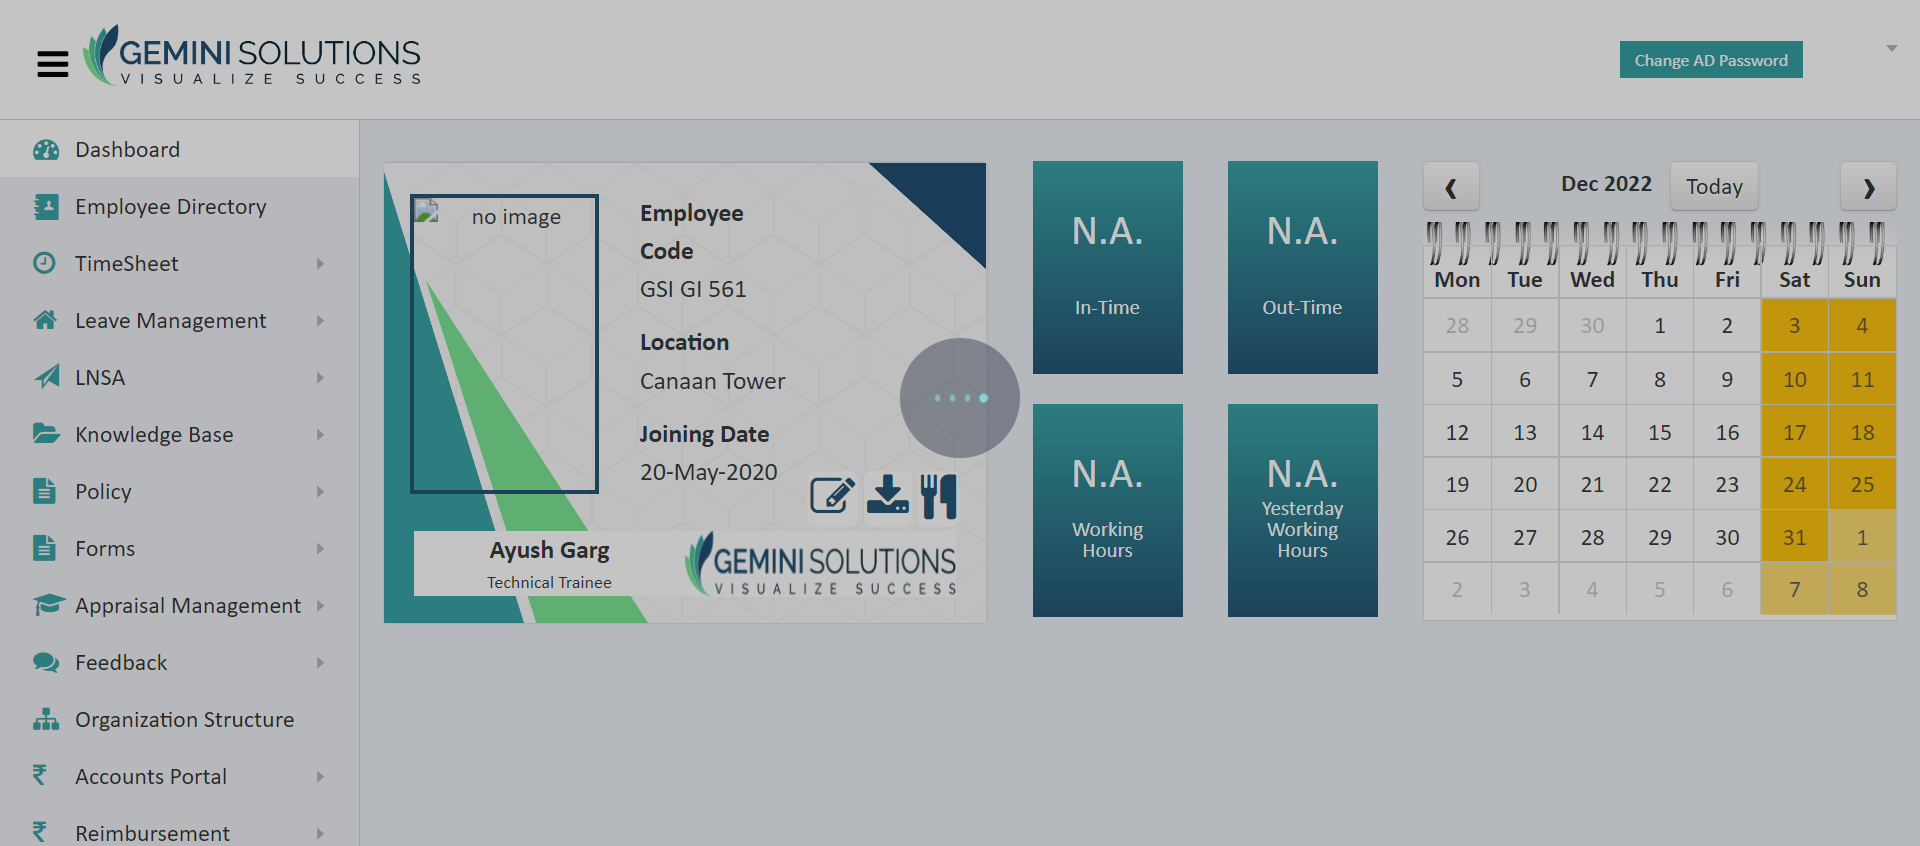 GEMINI SOLUTIONS
VISUALIZE SUCCESS
Change AD Password
Dashboard
Employee Directory
TimeSheet
Leave Management
LNSA
Knowledge Base
Policy
Forms
Appraisal Management
Feedback
Organization Structure
Accounts Portal
Reimbursement
no image
Employee
Code
GSI GI 561
Location
Canaan Tower
Joining Date
20-May-2020
Ayush Garg
Technical Trainee
GEMINI SOLUTIONS
VISUALIZE SUCCESS
N.A.
In-Time
N.A.
Out-Time
N.A.
Working
Hours
N.A.
Yesterday
Working
Hours
Dec 2022 Today
Mon Tue Wed Thu Fri Sat Sun
28 29 30 1 2 3 4
5 6 7 8 9 10 11
12 13 14 15 16 17 18
19 20 21 22 23 24 25
26 27 28 29 30 31 1
2 3 4 5 6 7 8